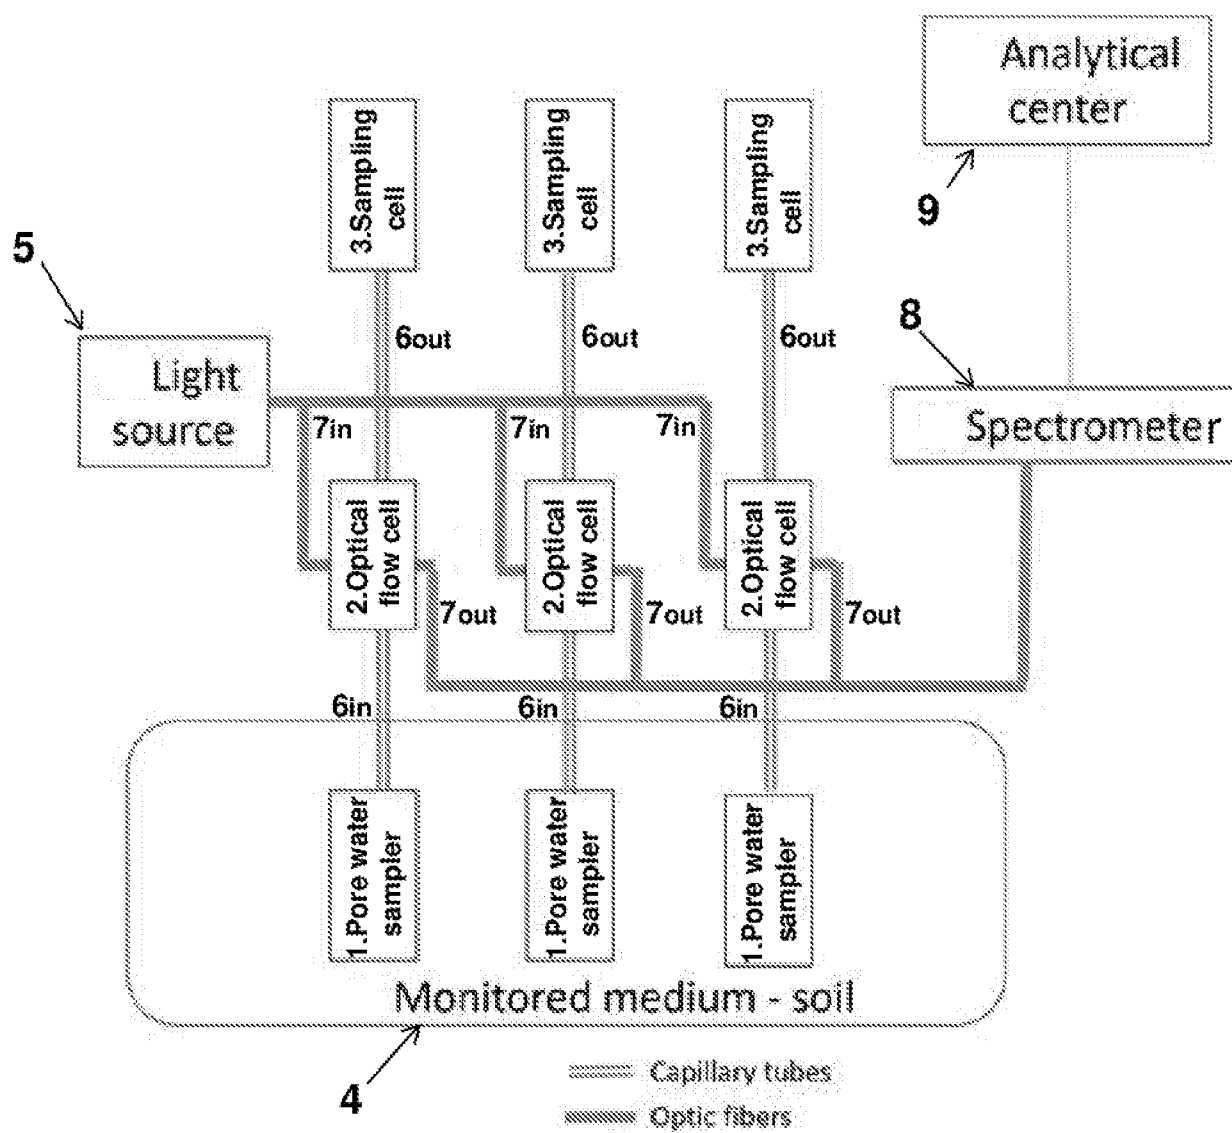 Analytical
center
9
3.Sampling
cell
3.Sampling
cell
3.Sampling
cell
5
Light
source
6out
6out
6out
8
Spectrometer
7in
7in
7in
2.Optical
flow cell
2.Optical
flow cell
2.Optical
flow cell
7out
7out
7out
6in
6in
6in
1.Pore water
sampler
1.Pore water
sampler
1.Pore water
sampler
Monitored medium - soil
4
Capillary tubes
Optic fibers